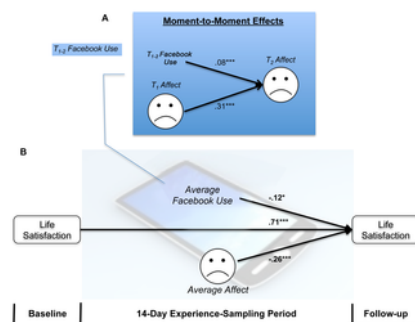 A
Moment-to-Moment Effects
T1-2 Facebook Use
T1-2 Facebook
Use
.08***
T2 Affect
T1 Affect
.31***
B
Average
Facebook Use
-.12*
Life
Satisfaction
.71***
Life
Satisfaction
-.26***
Average Affect
Baseline
14-Day Experience-Sampling Period
Follow-up